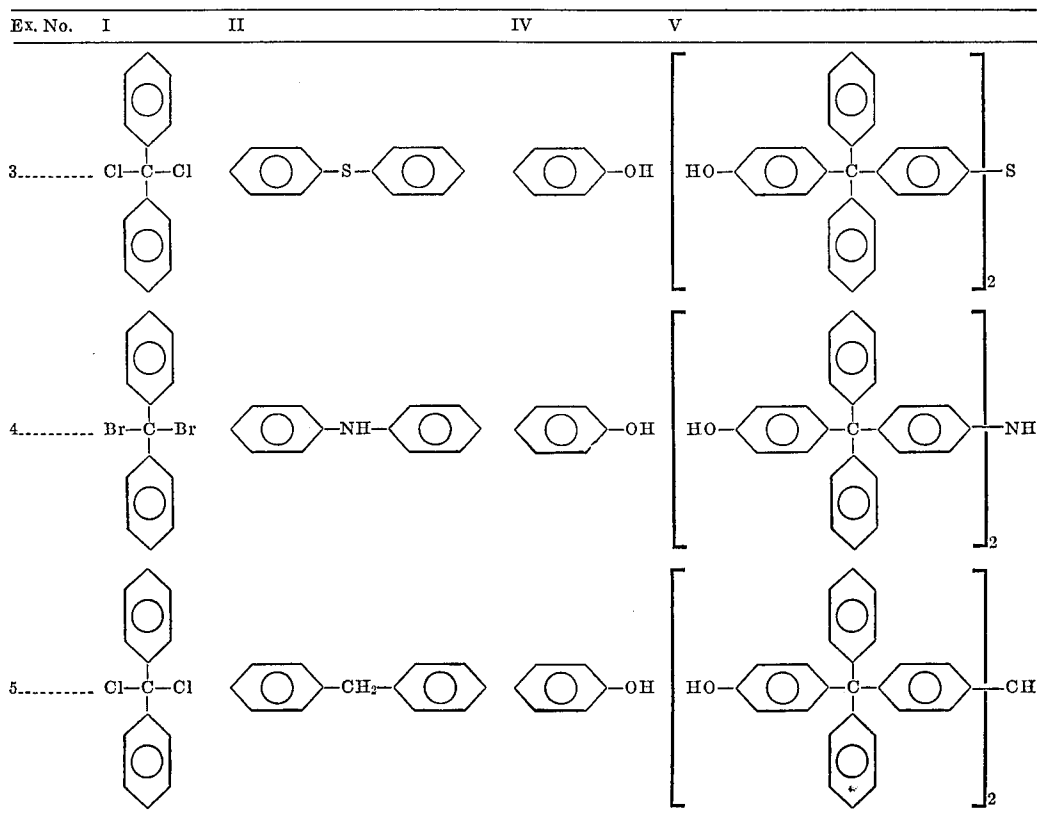 Ex. No. I II IV V
3-------- Cl—C—Cl —S— —OH HO— —C— —S
2
4-------- Br—C—Br —NH— —OH HO— —C— —NH
2
5-------- Cl—C—Cl —CH2— —OH HO— —C— —CH
2